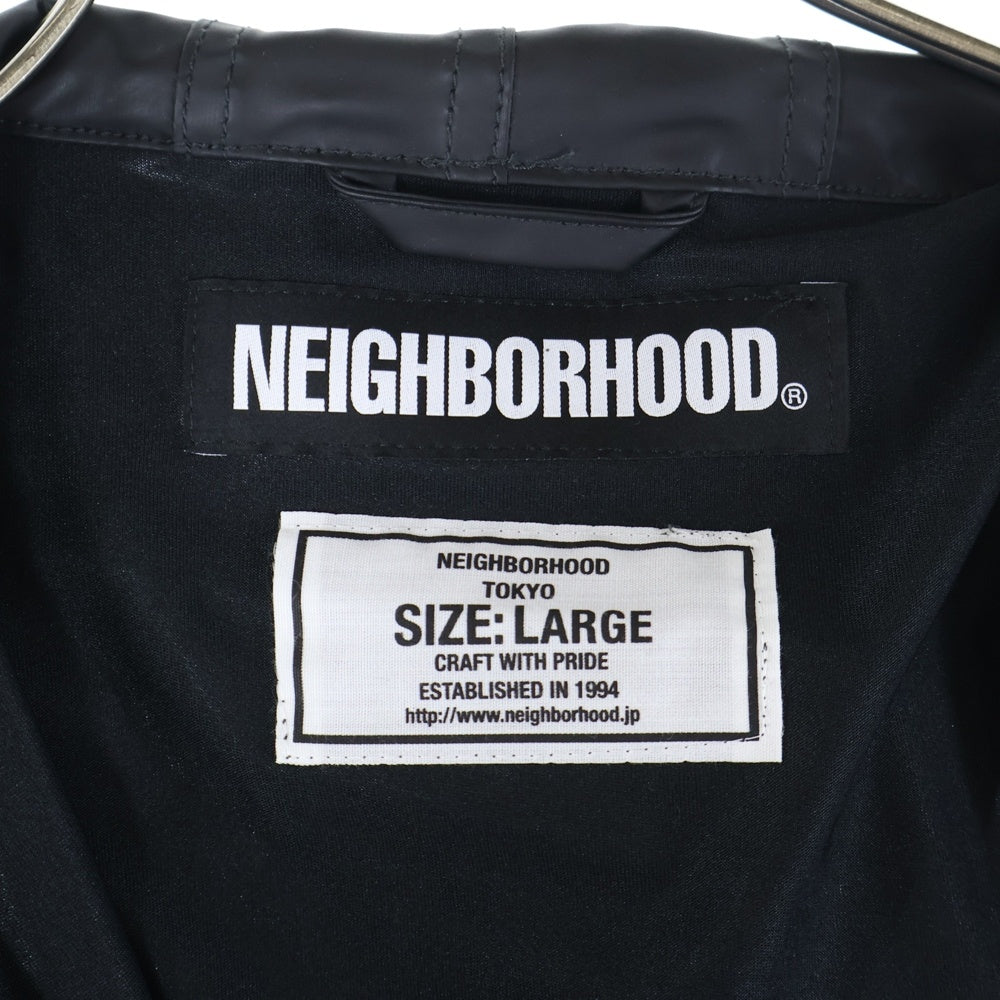 NEIGHBORHOOD®
NEIGHBORHOOD
TOKYO
SIZE: LARGE
CRAFT WITH PRIDE
ESTABLISHED IN 1994
http://www.neighborhood.jp